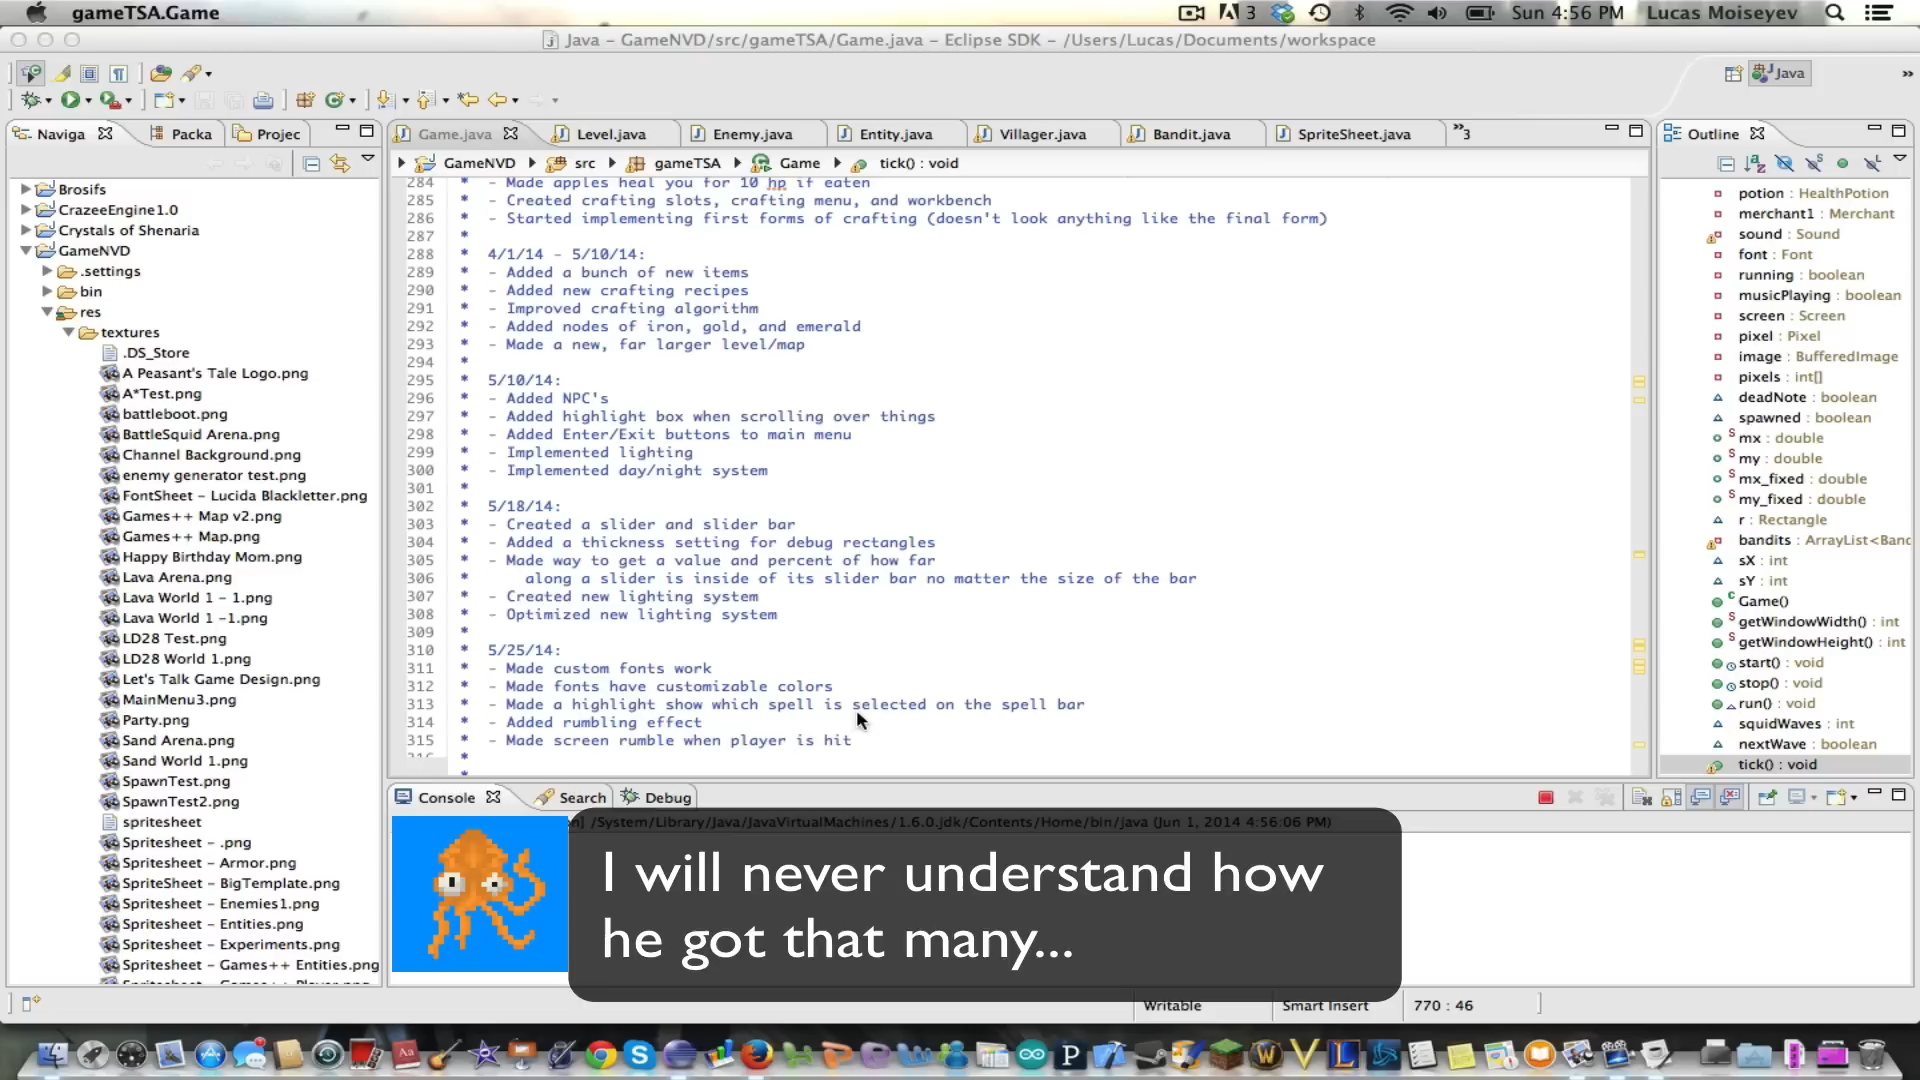 gameTSA.Game
3
Sun 4:56 PM
Lucas Moiseyev
Java – GameNVD/src/gameTSA/Game.java – Eclipse SDK – /Users/Lucas/Documents/workspace
Java
»
Naviga
Packa
Projec
Brosifs
CrazeeEngine1.0
Crystals of Shenaria
GameNVD
.settings
bin
res
textures
.DS_Store
A Peasant's Tale Logo.png
A*Test.png
battleboot.png
BattleSquid Arena.png
Channel Background.png
enemy generator test.png
FontSheet – Lucida Blackletter.png
Games++ Map v2.png
Games++ Map.png
Happy Birthday Mom.png
Lava Arena.png
Lava World 1 – 1.png
Lava World 1 –1.png
LD28 Test.png
LD28 World 1.png
Let's Talk Game Design.png
MainMenu3.png
Party.png
Sand Arena.png
Sand World 1.png
SpawnTest.png
SpawnTest2.png
spritesheet
Spritesheet – .png
Spritesheet – Armor.png
SpriteSheet – BigTemplate.png
Spritesheet – Enemies1.png
Spritesheet – Entities.png
Spritesheet – Experiments.png
Spritesheet – Games++ Entities.png
Spritesheet – Games++ Player.png
Game.java
Level.java
Enemy.java
Entity.java
Villager.java
Bandit.java
SpriteSheet.java
»3
GameNVD
src
gameTSA
Game
tick() : void
284 * - Made apples heal you for 10 hp if eaten
285 * - Created crafting slots, crafting menu, and workbench
286 * - Started implementing first forms of crafting (doesn't look anything like the final form)
287 *
288 * 4/1/14 - 5/10/14:
289 * - Added a bunch of new items
290 * - Added new crafting recipes
291 * - Improved crafting algorithm
292 * - Added nodes of iron, gold, and emerald
293 * - Made a new, far larger level/map
294 *
295 * 5/10/14:
296 * - Added NPC's
297 * - Added highlight box when scrolling over things
298 * - Added Enter/Exit buttons to main menu
299 * - Implemented lighting
300 * - Implemented day/night system
301 *
302 * 5/18/14:
303 * - Created a slider and slider bar
304 * - Added a thickness setting for debug rectangles
305 * - Made way to get a value and percent of how far
306 * along a slider is inside of its slider bar no matter the size of the bar
307 * - Created new lighting system
308 * - Optimized new lighting system
309 *
310 * 5/25/14:
311 * - Made custom fonts work
312 * - Made fonts have customizable colors
313 * - Made a highlight show which spell is selected on the spell bar
314 * - Added rumbling effect
315 * - Made screen rumble when player is hit
316 *
*
Outline
potion : HealthPotion
merchant1 : Merchant
sound : Sound
font : Font
running : boolean
musicPlaying : boolean
screen : Screen
pixel : Pixel
image : BufferedImage
pixels : int[]
deadNote : boolean
spawned : boolean
mx : double
my : double
mx_fixed : double
my_fixed : double
r : Rectangle
bandits : ArrayList<Banc
sX : int
sY : int
Game()
getWindowWidth() : int
getWindowHeight() : int
start() : void
stop() : void
run() : void
squidWaves : int
nextWave : boolean
tick() : void
Console
Search
Debug
on] /System/Library/Java/JavaVirtualMachines/1.6.0.jdk/Contents/Home/bin/java (Jun 1, 2014 4:56:06 PM)
I will never understand how
he got that many...
Writable
Smart Insert
770 : 46